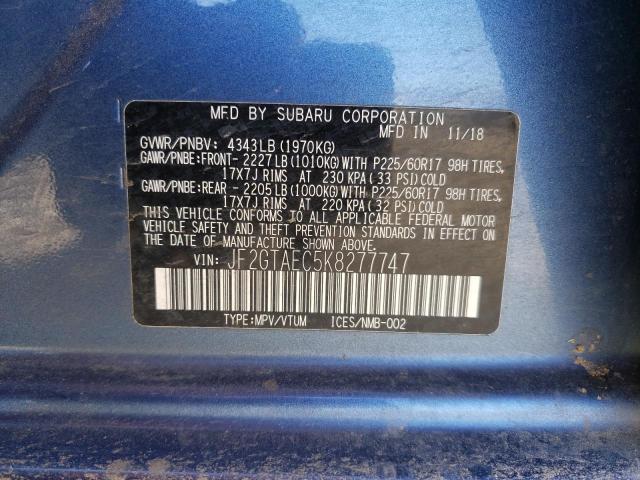 MFD BY SUBARU CORPORATION
MFD IN 11/18
GVWR/PNBV: 4343LB (1970KG)
GAWR/PNBE:FRONT- 2227LB (1010KG) WITH P225/60R17 98H TIRES,
17X7J RIMS AT 230 KPA (33 PSI) COLD
GAWR/PNBE:REAR - 2205LB (1000KG) WITH P225/60R17 98H TIRES,
17X7J RIMS AT 220 KPA (32 PSI) COLD
THIS VEHICLE CONFORMS TO ALL APPLICABLE FEDERAL MOTOR
VEHICLE SAFETY AND THEFT PREVENTION STANDARDS IN EFFECT ON
THE DATE OF MANUFACTURE SHOWN ABOVE.
VIN: JF2GTAEC5K8277747
TYPE:MPV/VTUM ICES/NMB-002